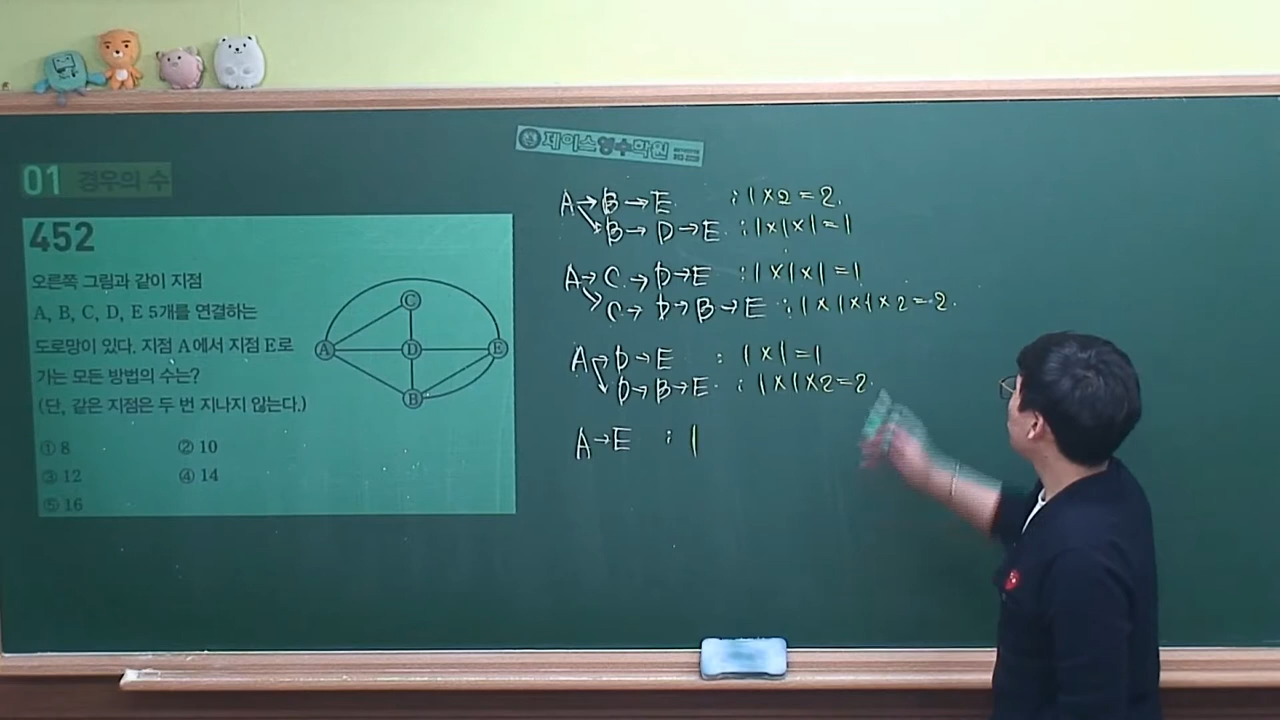 제이스영수학원
01 경우의 수
452
오른쪽 그림과 같이 지점
A, B, C, D, E 5개를 연결하는
도로망이 있다. 지점 A에서 지점 E로
가는 모든 방법의 수는?
(단, 같은 지점은 두 번 지나지 않는다.)
① 8 ② 10
③ 12 ④ 14
⑤ 16
C
A D E
B
A→B→E : 1×2=2.
B→D→E : 1×1×1=1
A→C→D→E : 1×1×1=1
C→D→B→E : 1×1×1×2=2.
A→D→E : 1×1=1
D→B→E : 1×1×2=2.
A→E : 1